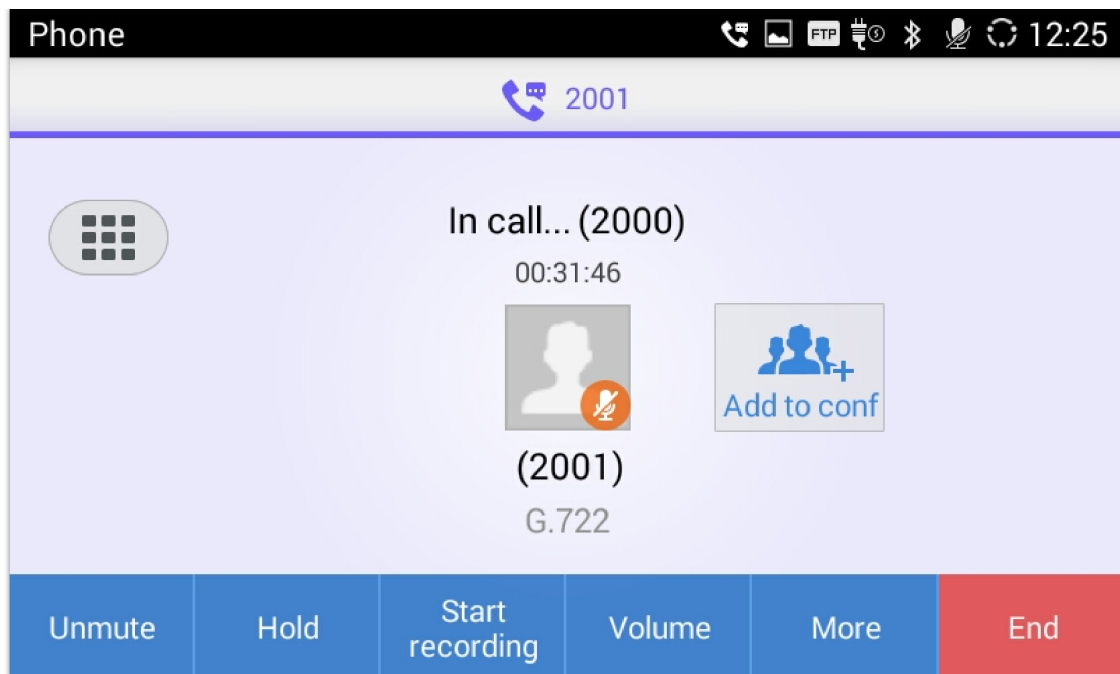 Phone
FTP
12:25
2001
In call... (2000)
00:31:46
Add to conf
(2001)
G.722
Unmute
Hold
Start
recording
Volume
More
End